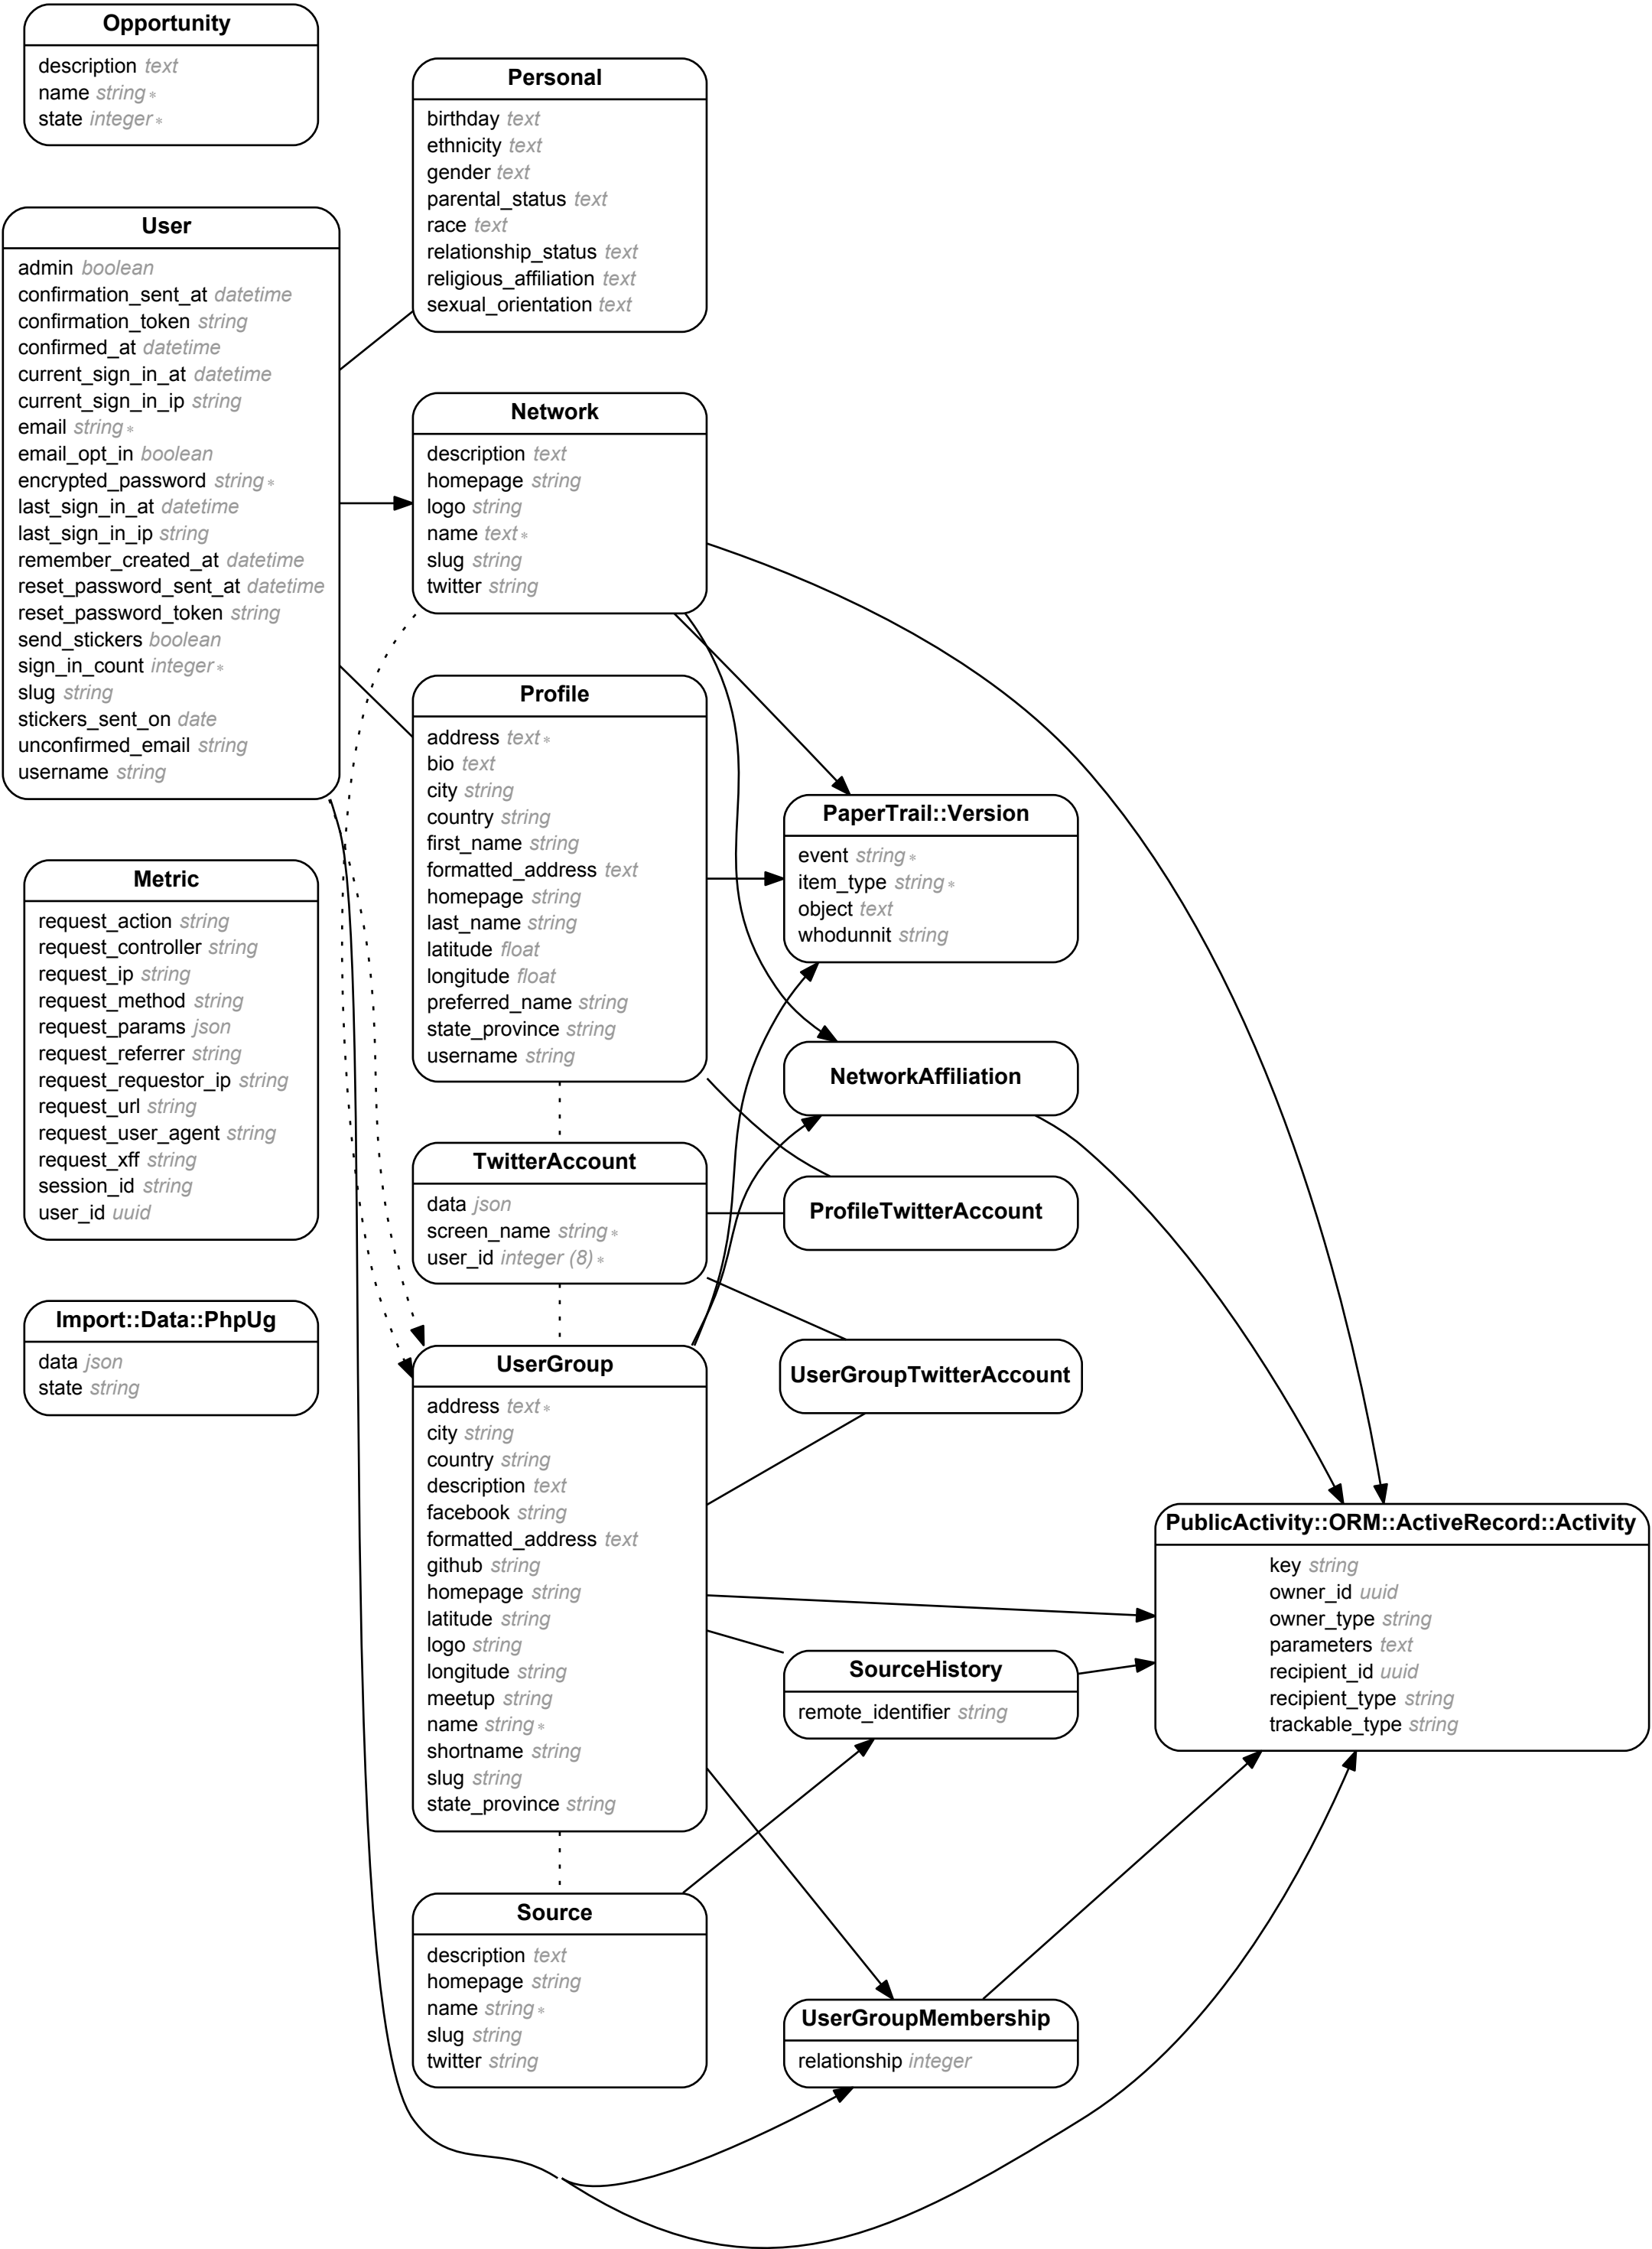 Opportunity
description text
name string *
state integer *
User
admin boolean
confirmation_sent_at datetime
confirmation_token string
confirmed_at datetime
current_sign_in_at datetime
current_sign_in_ip string
email string *
email_opt_in boolean
encrypted_password string *
last_sign_in_at datetime
last_sign_in_ip string
remember_created_at datetime
reset_password_sent_at datetime
reset_password_token string
send_stickers boolean
sign_in_count integer *
slug string
stickers_sent_on date
unconfirmed_email string
username string
Metric
request_action string
request_controller string
request_ip string
request_method string
request_params json
request_referrer string
request_requestor_ip string
request_url string
request_user_agent string
request_xff string
session_id string
user_id uuid
Import::Data::PhpUg
data json
state string
Personal
birthday text
ethnicity text
gender text
parental_status text
race text
relationship_status text
religious_affiliation text
sexual_orientation text
Network
description text
homepage string
logo string
name text *
slug string
twitter string
Profile
address text *
bio text
city string
country string
first_name string
formatted_address text
homepage string
last_name string
latitude float
longitude float
preferred_name string
state_province string
username string
TwitterAccount
data json
screen_name string *
user_id integer (8) *
UserGroup
address text *
city string
country string
description text
facebook string
formatted_address text
github string
homepage string
latitude string
logo string
longitude string
meetup string
name string *
shortname string
slug string
state_province string
Source
description text
homepage string
name string *
slug string
twitter string
PaperTrail::Version
event string *
item_type string *
object text
whodunnit string
NetworkAffiliation
ProfileTwitterAccount
UserGroupTwitterAccount
SourceHistory
remote_identifier string
UserGroupMembership
relationship integer
PublicActivity::ORM::ActiveRecord::Activity
key string
owner_id uuid
owner_type string
parameters text
recipient_id uuid
recipient_type string
trackable_type string